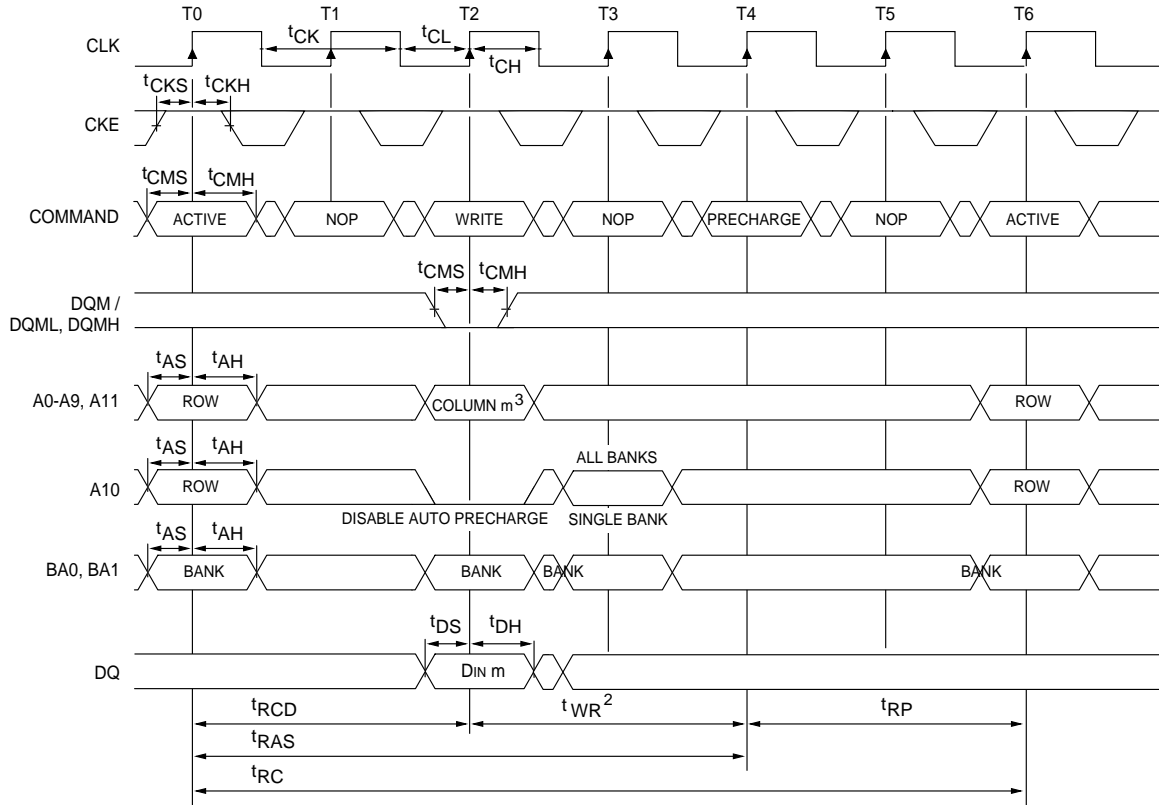 T0 T1 T2 T3 T4 T5 T6
CLK
tCK tCL
tCH
tCKS tCKH
CKE
tCMS tCMH
COMMAND ACTIVE NOP WRITE NOP PRECHARGE NOP ACTIVE
tCMS tCMH
DQM /
DQML, DQMH
tAS tAH
A0-A9, A11 ROW COLUMN m3 ROW
tAS tAH
ALL BANKS
A10 ROW ROW
DISABLE AUTO PRECHARGE SINGLE BANK
tAS tAH
BA0, BA1 BANK BANK BANK BANK
tDS tDH
DQ DIN m
tRCD tWR2 tRP
tRAS
tRC